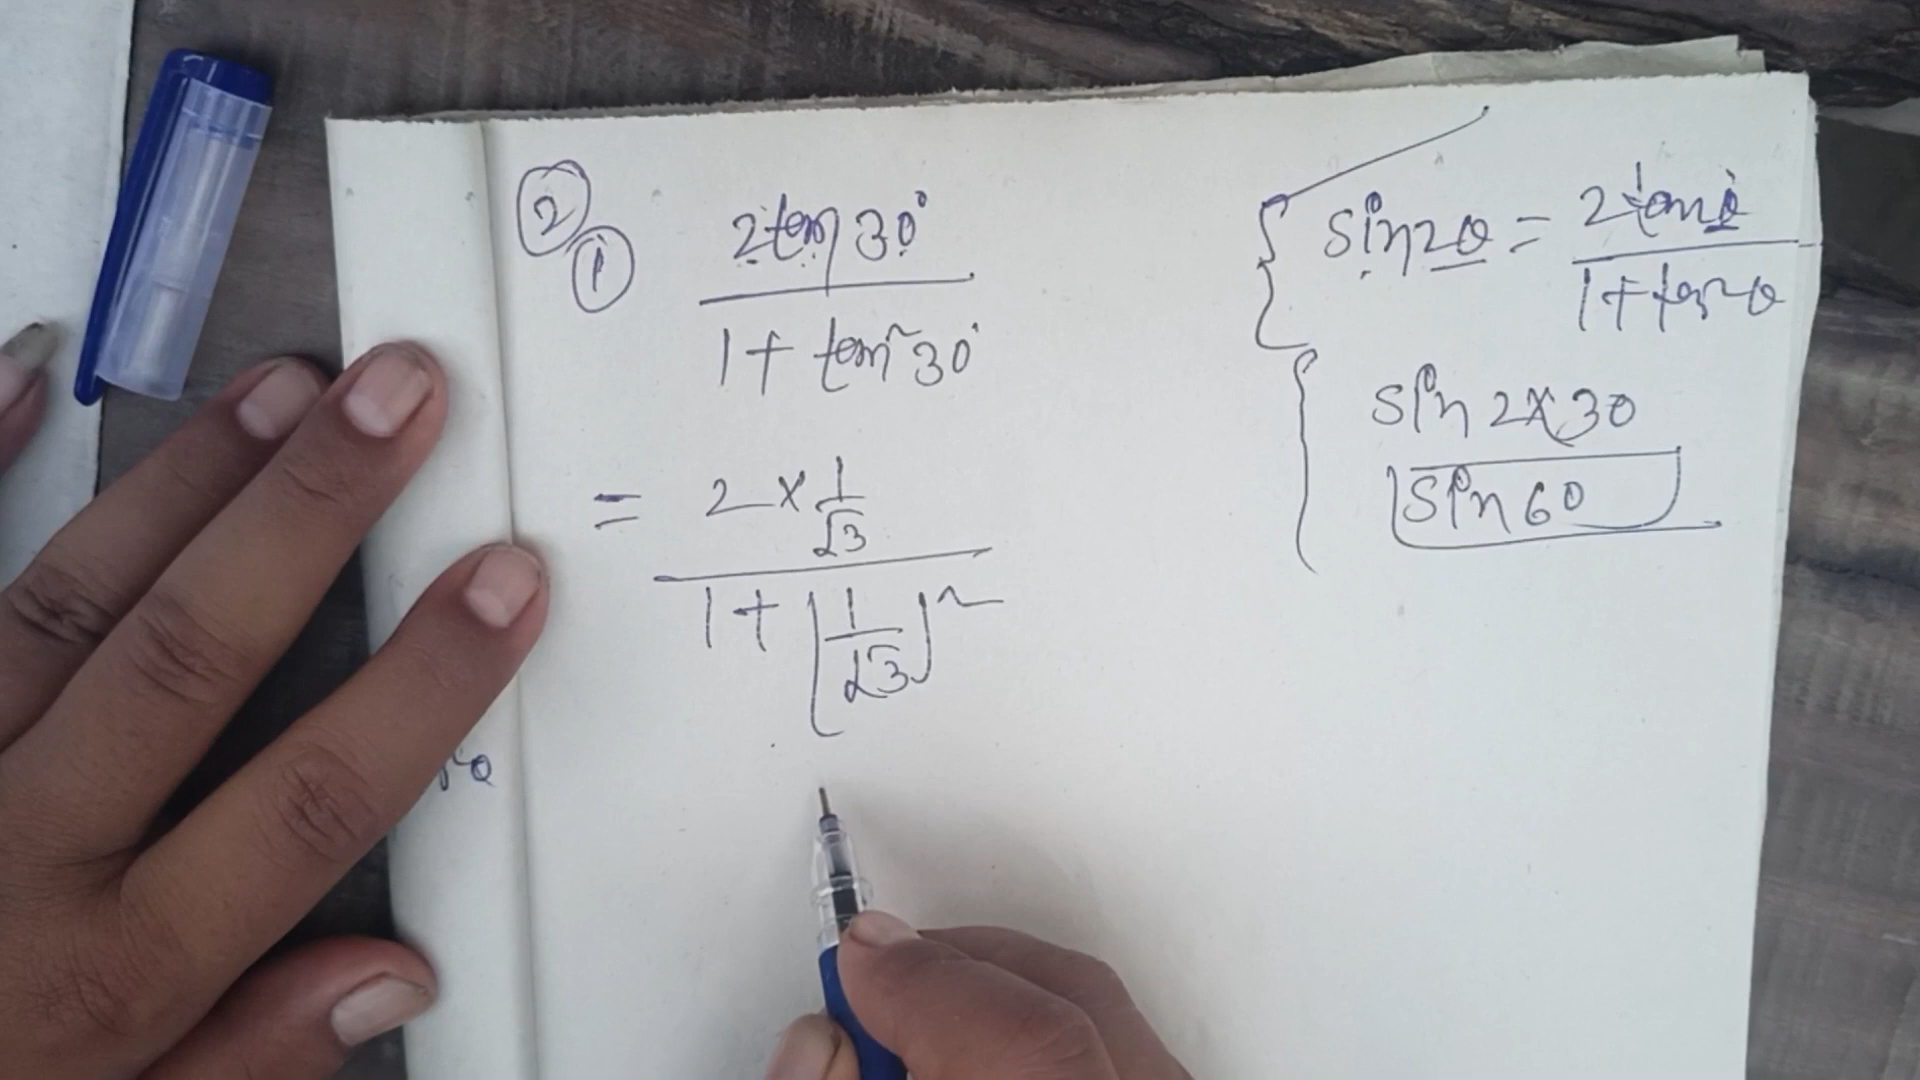 ② ① 2tan30°
1 + tan²30°
= 2 × 1/√3
1 + (1/√3)²
sin2θ = 2tanθ
1 + tan²θ
sin 2×30
sin 60